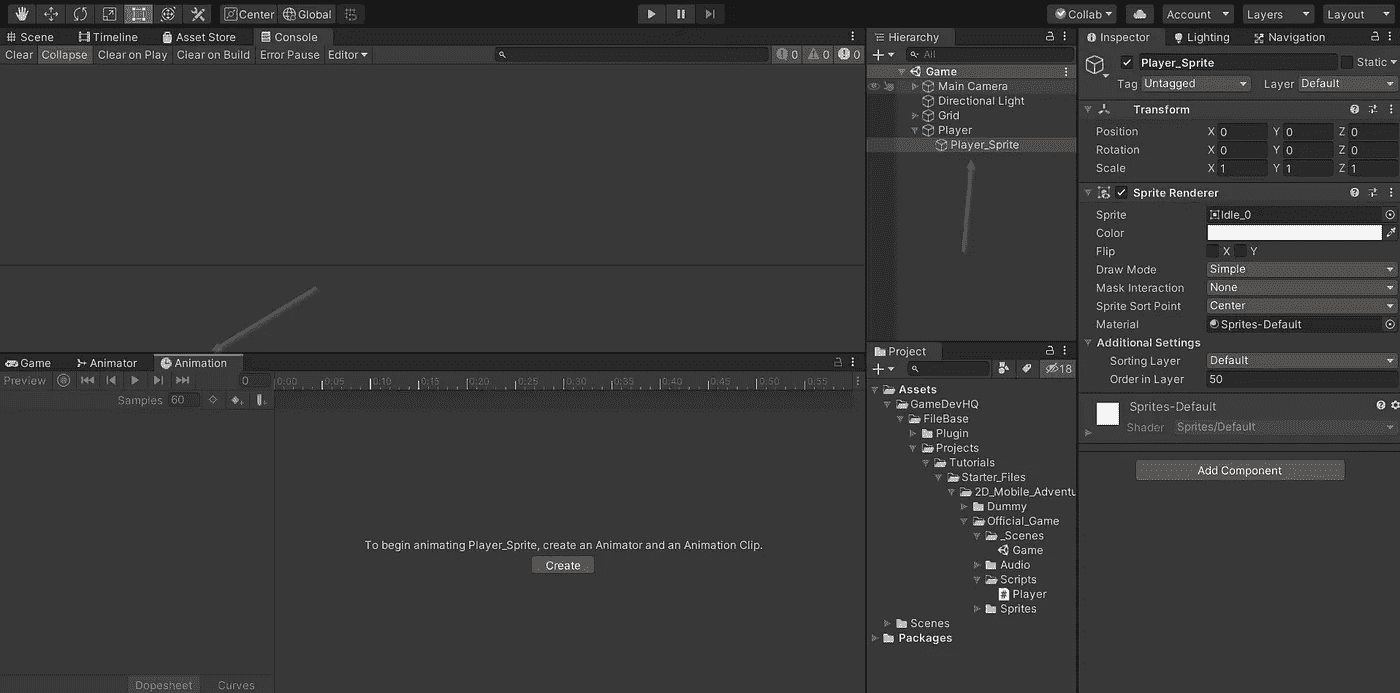 Center Global Collab Account Layers Layout
Scene Timeline Asset Store Console
Clear Collapse Clear on Play Clear on Build Error Pause Editor 0 0 0
Game Animator Animation
Preview 0 0:00 0:05 0:10 0:15 0:20 0:25 0:30 0:35 0:40 0:45 0:50 0:55
Samples 60
To begin animating Player_Sprite, create an Animator and an Animation Clip.
Create
Dopesheet Curves
Hierarchy
All
Game
Main Camera
Directional Light
Grid
Player
Player_Sprite
Project
18
Assets
GameDevHQ
FileBase
Plugin
Projects
Tutorials
Starter_Files
2D_Mobile_Adventu
Dummy
Official_Game
_Scenes
Game
Audio
Scripts
Player
Sprites
Scenes
Packages
Inspector Lighting Navigation
Player_Sprite Static
Tag Untagged Layer Default
Transform
Position X 0 Y 0 Z 0
Rotation X 0 Y 0 Z 0
Scale X 1 Y 1 Z 1
Sprite Renderer
Sprite Idle_0
Color
Flip X Y
Draw Mode Simple
Mask Interaction None
Sprite Sort Point Center
Material Sprites-Default
Additional Settings
Sorting Layer Default
Order in Layer 50
Sprites-Default
Shader Sprites/Default
Add Component